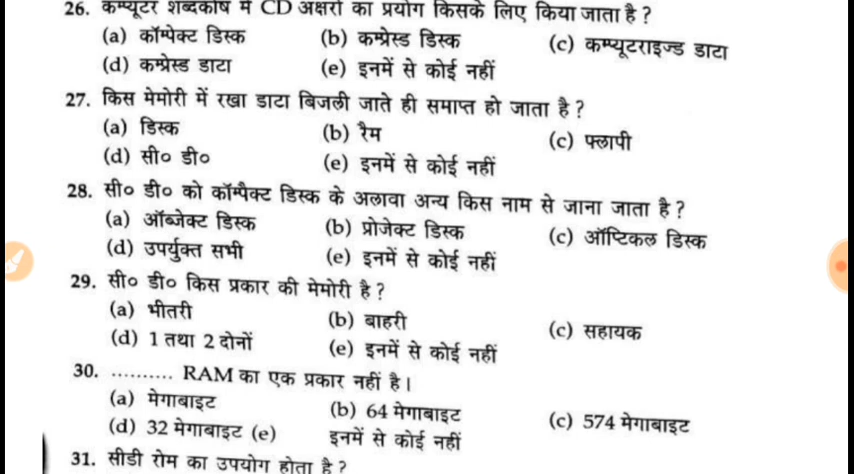 26. कम्प्यूटर शब्दकोष में CD अक्षरों का प्रयोग किसके लिए किया जाता है ?
(a) कॉम्पेक्ट डिस्क (b) कम्प्रेस्ड डिस्क (c) कम्प्यूटराइज्ड डाटा
(d) कम्प्रेस्ड डाटा (e) इनमें से कोई नहीं
27. किस मेमोरी में रखा डाटा बिजली जाते ही समाप्त हो जाता है ?
(a) डिस्क (b) रैम (c) फ्लापी
(d) सी० डी० (e) इनमें से कोई नहीं
28. सी० डी० को कॉम्पैक्ट डिस्क के अलावा अन्य किस नाम से जाना जाता है ?
(a) ऑब्जेक्ट डिस्क (b) प्रोजेक्ट डिस्क (c) ऑप्टिकल डिस्क
(d) उपर्युक्त सभी (e) इनमें से कोई नहीं
29. सी० डी० किस प्रकार की मेमोरी है ?
(a) भीतरी (b) बाहरी (c) सहायक
(d) 1 तथा 2 दोनों (e) इनमें से कोई नहीं
30. .......... RAM का एक प्रकार नहीं है।
(a) मेगाबाइट (b) 64 मेगाबाइट (c) 574 मेगाबाइट
(d) 32 मेगाबाइट (e) इनमें से कोई नहीं
31. सीडी रोम का उपयोग होता है ?